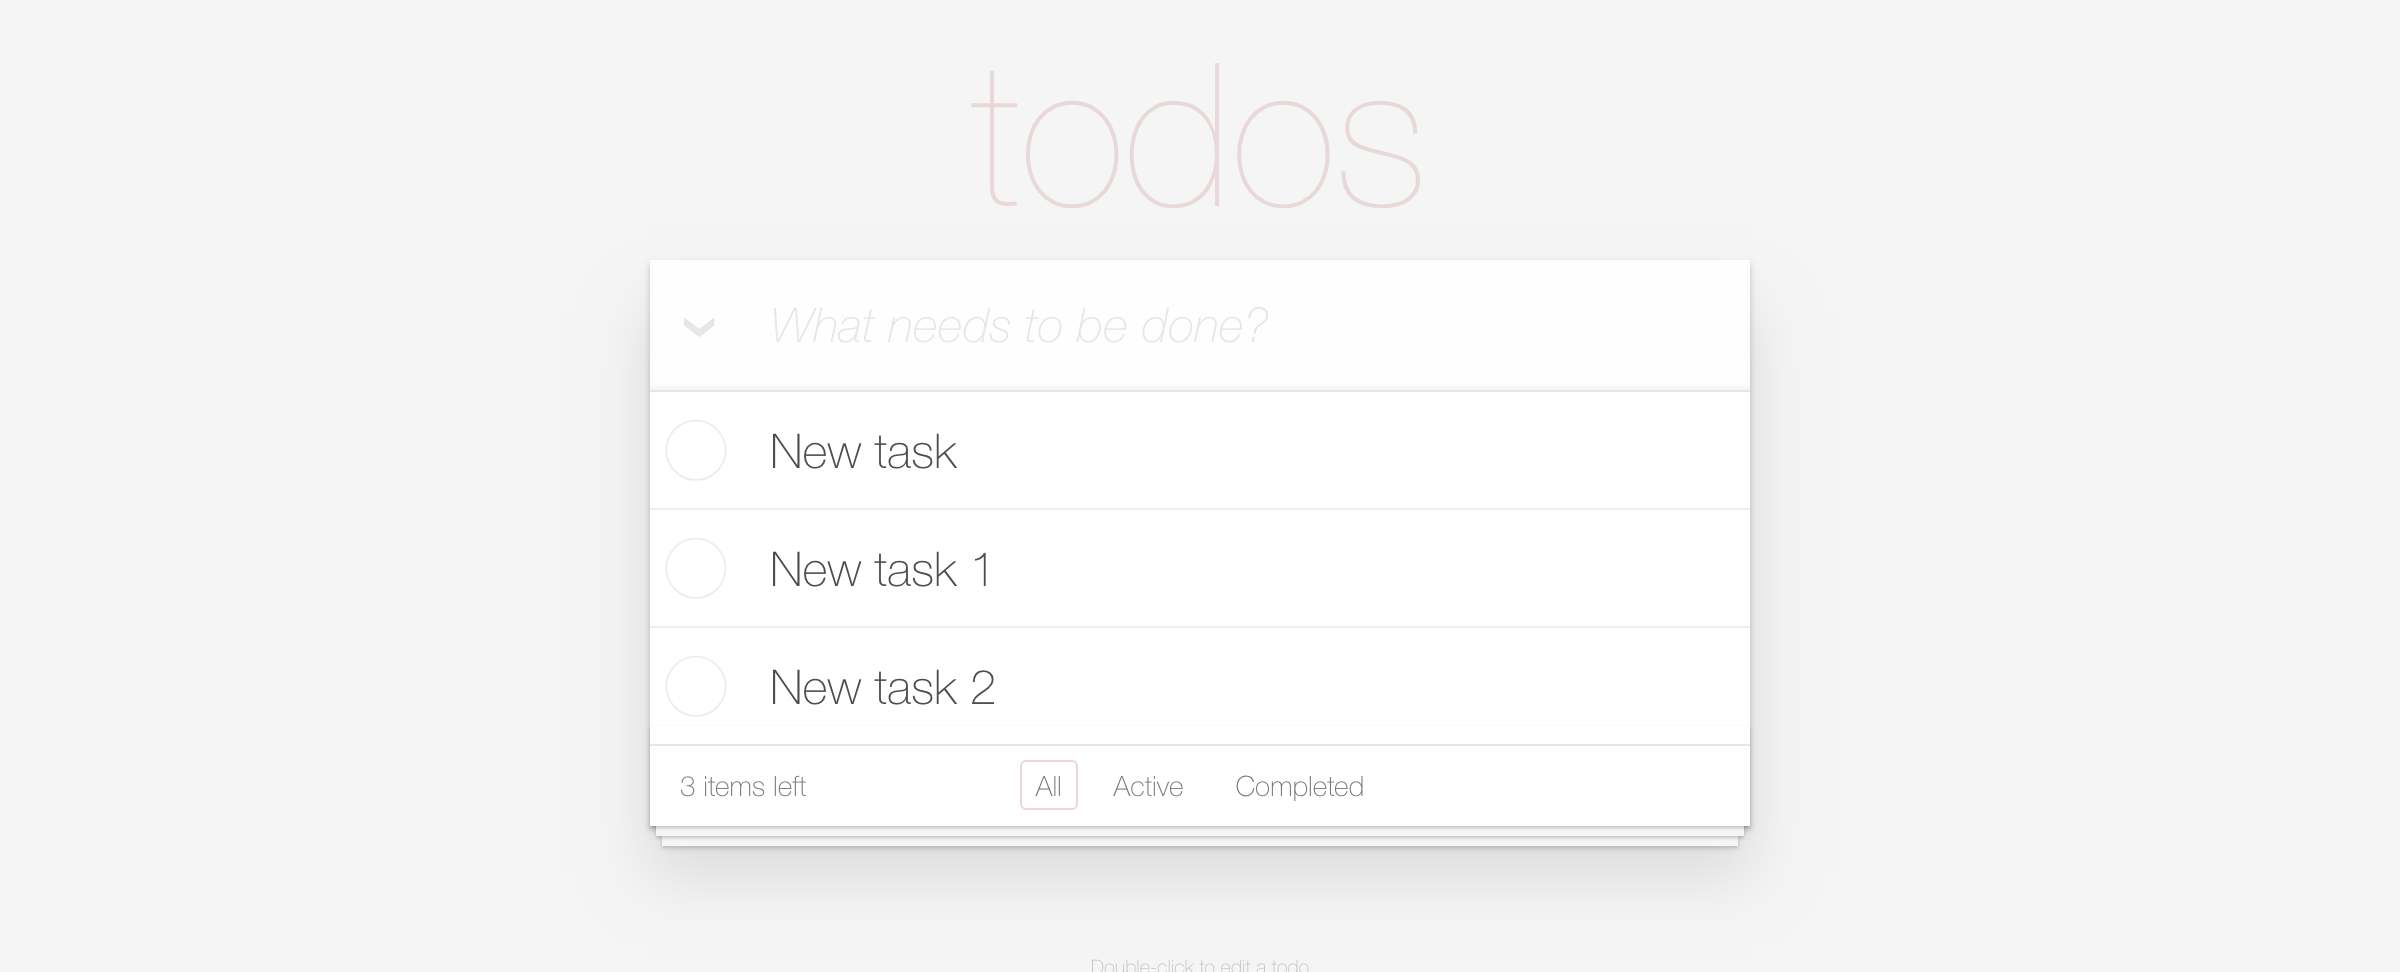 todos
What needs to be done?
New task
New task 1
New task 2
3 items left All Active Completed
Double-click to edit a todo